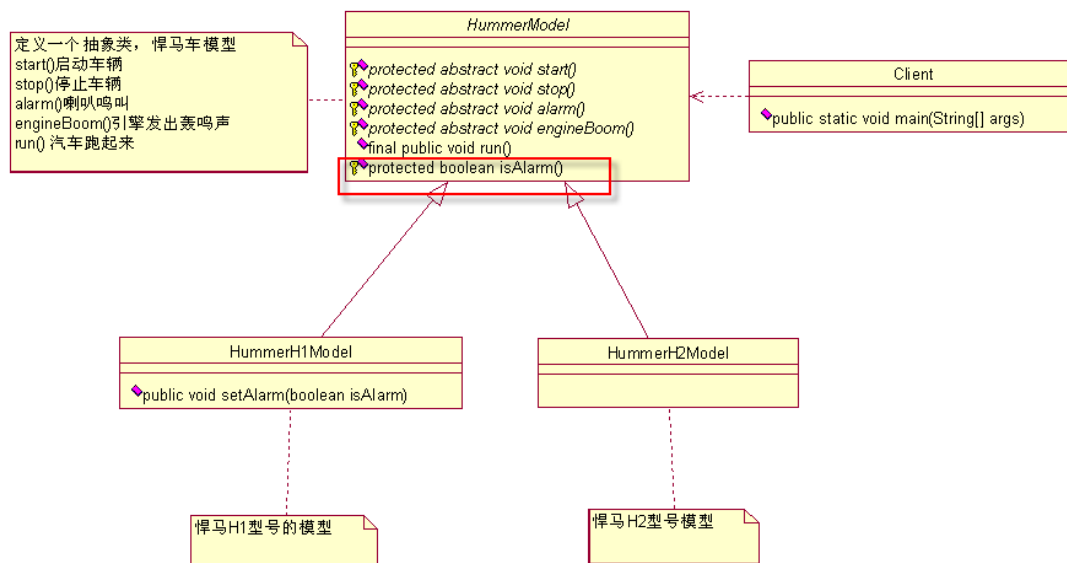 定义一个抽象类，悍马车模型
start()启动车辆
stop()停止车辆
alarm()喇叭鸣叫
engineBoom()引擎发出轰鸣声
run() 汽车跑起来
HummerModel
protected abstract void start()
protected abstract void stop()
protected abstract void alarm()
protected abstract void engineBoom()
final public void run()
protected boolean isAlarm()
Client
public static void main(String[] args)
HummerH1Model
public void setAlarm(boolean isAlarm)
HummerH2Model
悍马H1型号的模型
悍马H2型号模型